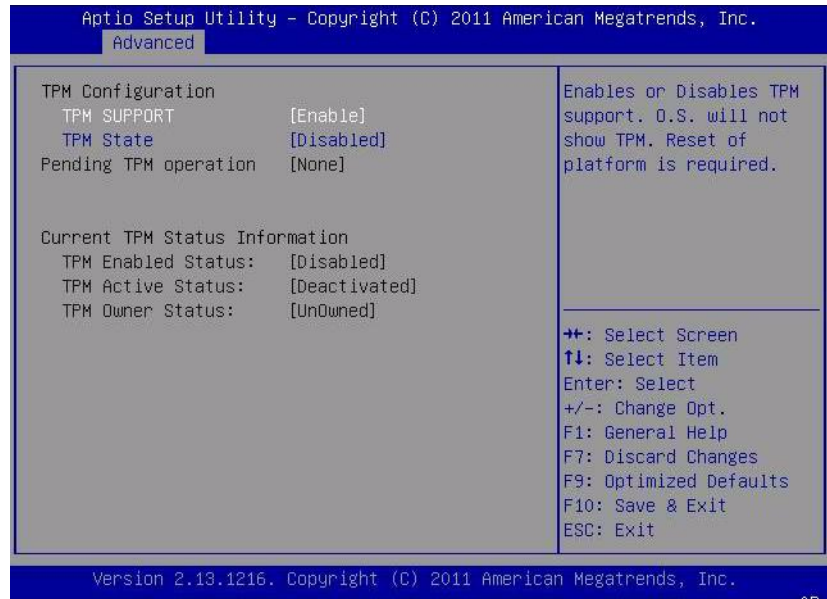 Aptio Setup Utility – Copyright (C) 2011 American Megatrends, Inc.
Advanced
TPM Configuration
TPM SUPPORT [Enable]
TPM State [Disabled]
Pending TPM operation [None]
Current TPM Status Information
TPM Enabled Status: [Disabled]
TPM Active Status: [Deactivated]
TPM Owner Status: [UnOwned]
Enables or Disables TPM
support. O.S. will not
show TPM. Reset of
platform is required.
→←: Select Screen
↑↓: Select Item
Enter: Select
+/-: Change Opt.
F1: General Help
F7: Discard Changes
F9: Optimized Defaults
F10: Save & Exit
ESC: Exit
Version 2.13.1216. Copyright (C) 2011 American Megatrends, Inc.